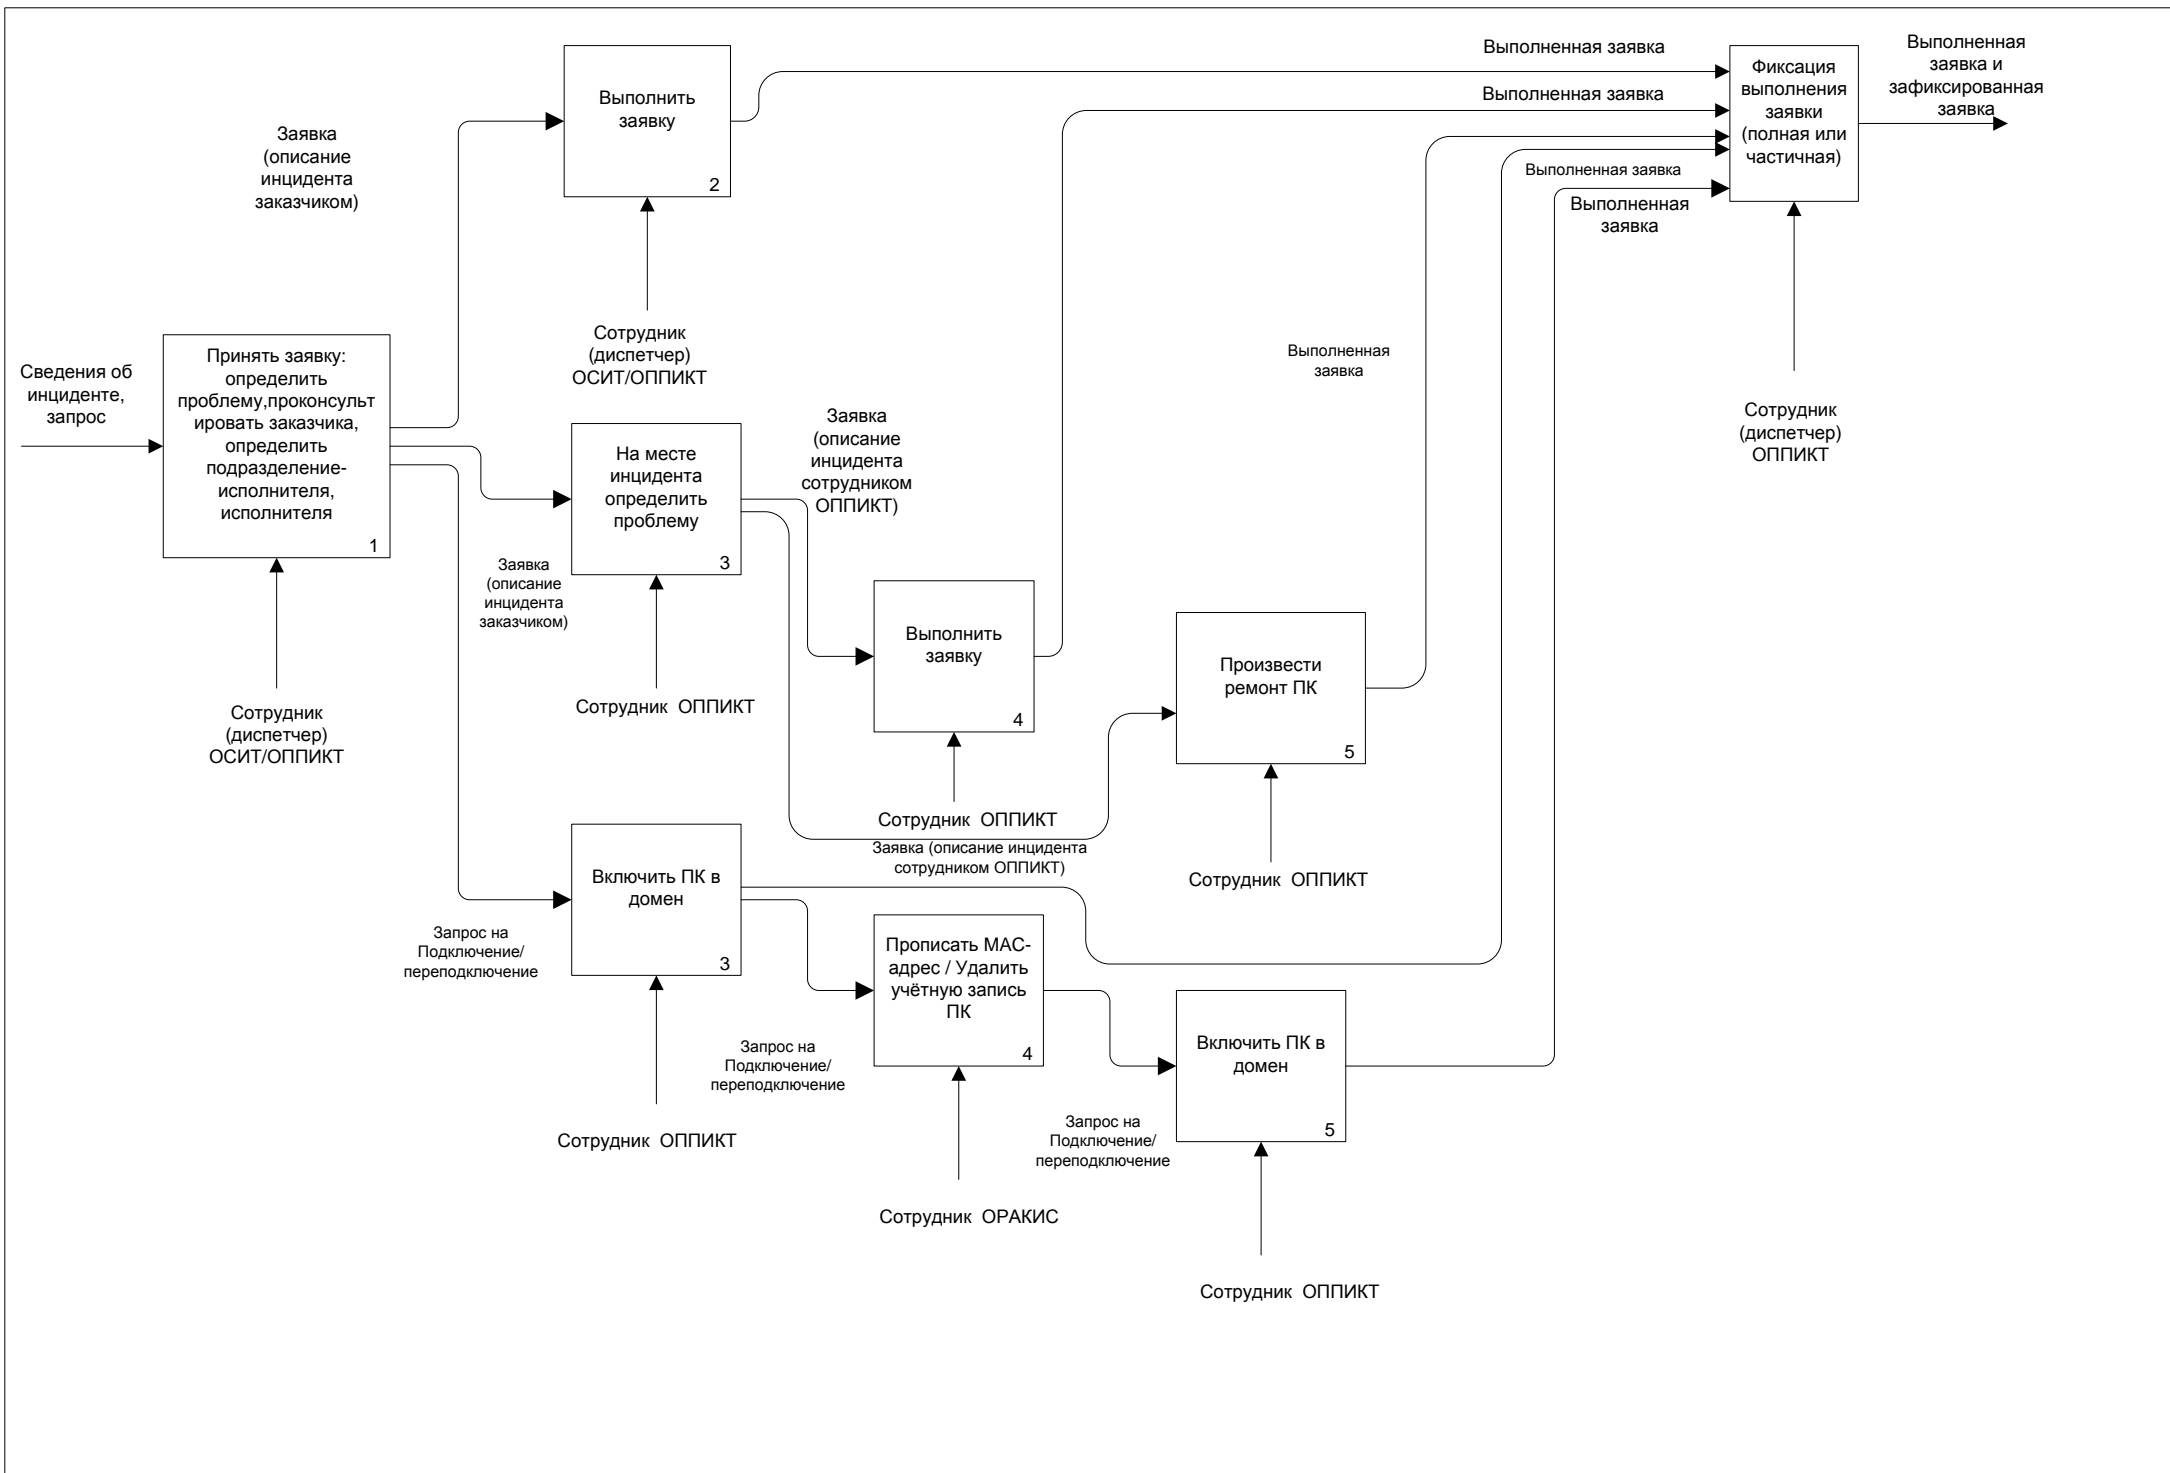 Сведения об
инциденте,
запрос
Принять заявку:
определить
проблему,проконсульт
ировать заказчика,
определить
подразделение-
исполнителя,
исполнителя
1
Сотрудник
(диспетчер)
ОСИТ/ОППИКТ
Заявка
(описание
инцидента
заказчиком)
Выполнить
заявку
2
Сотрудник
(диспетчер)
ОСИТ/ОППИКТ
Заявка
(описание
инцидента
заказчиком)
На месте
инцидента
определить
проблему
3
Сотрудник ОППИКТ
Заявка
(описание
инцидента
сотрудником
ОППИКТ)
Выполнить
заявку
4
Сотрудник ОППИКТ
Заявка (описание инцидента
сотрудником ОППИКТ)
Произвести
ремонт ПК
5
Сотрудник ОППИКТ
Запрос на
Подключение/
переподключение
Включить ПК в
домен
3
Сотрудник ОППИКТ
Запрос на
Подключение/
переподключение
Прописать МАС-
адрес / Удалить
учётную запись
ПК
4
Сотрудник ОРАКИС
Запрос на
Подключение/
переподключение
Включить ПК в
домен
5
Сотрудник ОППИКТ
Выполненная заявка
Выполненная заявка
Выполненная
заявка
Выполненная заявка
Выполненная
заявка
Фиксация
выполнения
заявки
(полная или
частичная)
Сотрудник
(диспетчер)
ОППИКТ
Выполненная
заявка и
зафиксированная
заявка